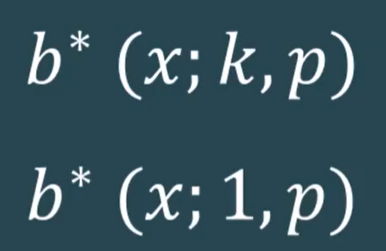 b* (x; k, p)
b* (x; 1, p)